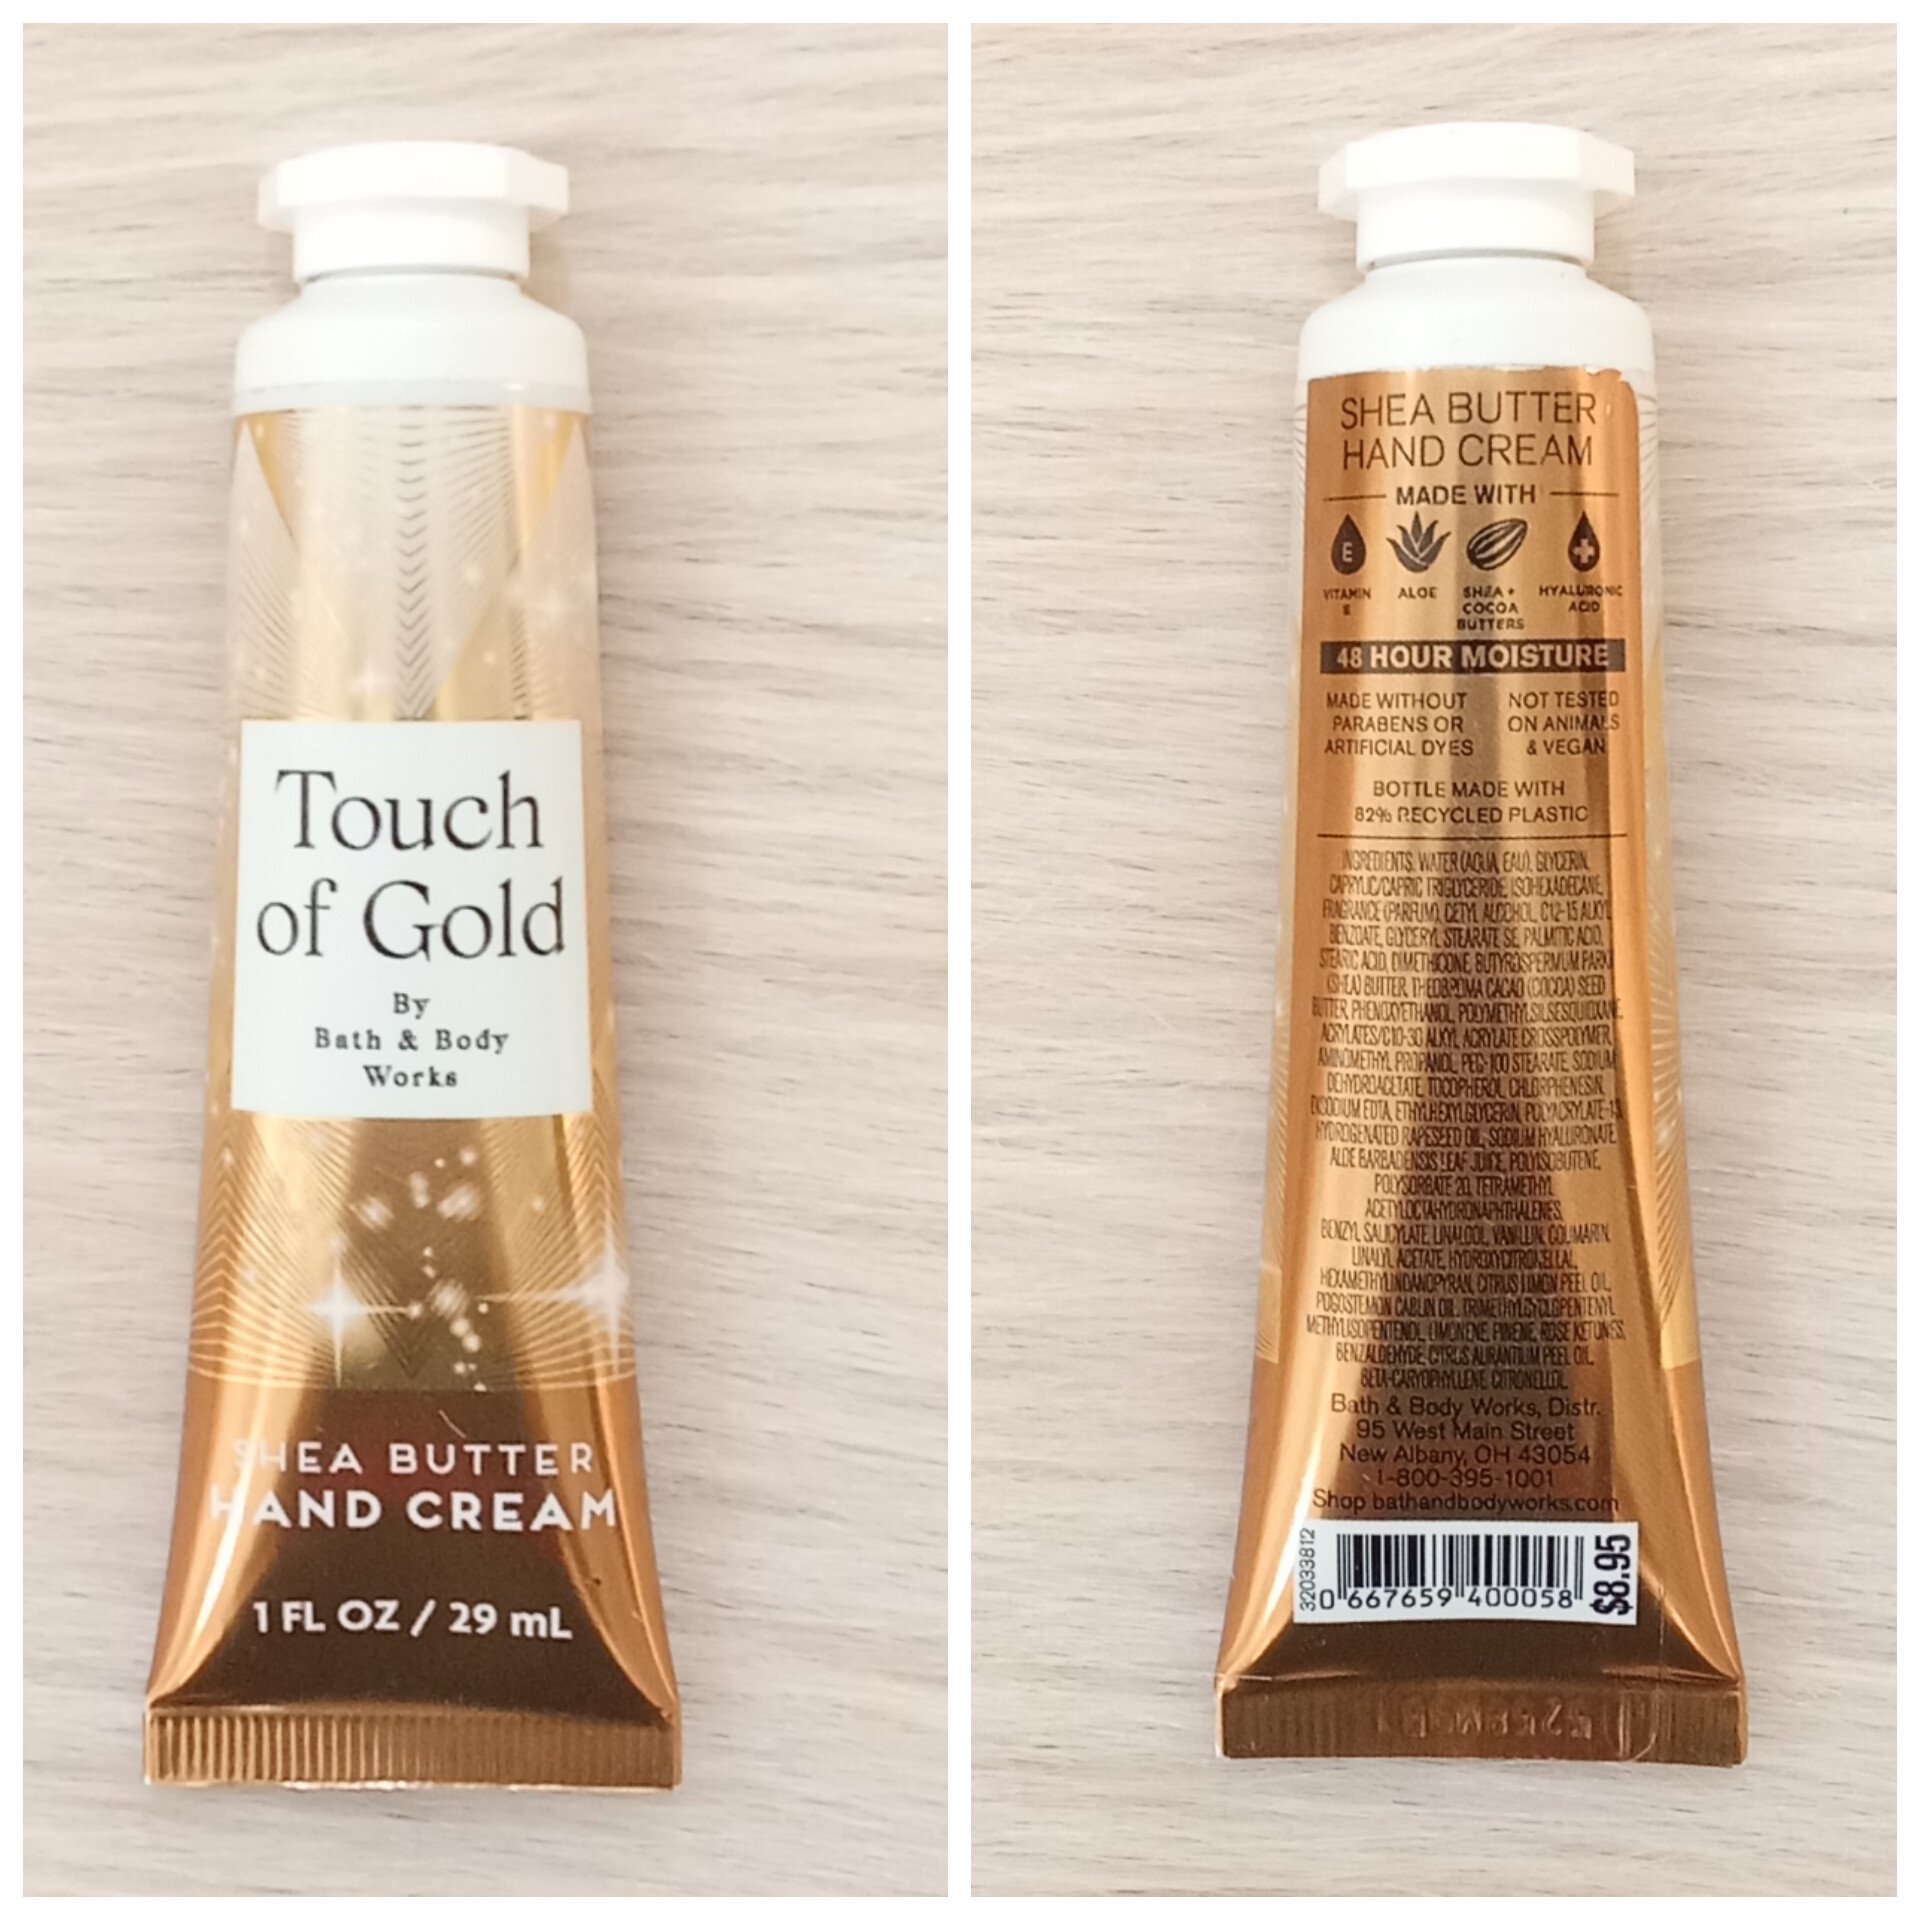 Touch
of Gold
By
Bath & Body
Works
SHEA BUTTER
HAND CREAM
1 FL OZ / 29 mL
SHEA BUTTER
HAND CREAM
MADE WITH
E
VITAMIN
E
ALOE
SHEA +
COCOA
BUTTERS
HYALURONIC
ACID
48 HOUR MOISTURE
MADE WITHOUT
PARABENS OR
ARTIFICIAL DYES
NOT TESTED
ON ANIMALS
& VEGAN
BOTTLE MADE WITH
82% RECYCLED PLASTIC
INGREDIENTS: WATER (AQUA, EAU), GLYCERIN,
CAPRYLIC/CAPRIC TRIGLYCERIDE, ISOHEXADECANE,
FRAGRANCE (PARFUM), CETYL ALCOHOL, C12-15 ALKYL
BENZOATE, GLYCERYL STEARATE SE, PALMITIC ACID,
STEARIC ACID, DIMETHICONE, BUTYROSPERMUM PARKII
(SHEA) BUTTER, THEOBROMA CACAO (COCOA) SEED
BUTTER, PHENOXYETHANOL, POLYMETHYLSILSESQUIOXANE,
ACRYLATES/C10-30 ALKYL ACRYLATE CROSSPOLYMER,
AMINOMETHYL PROPANOL, PEG-100 STEARATE, SODIUM
DEHYDROACETATE, TOCOPHEROL, CHLORPHENESIN,
DISODIUM EDTA, ETHYLHEXYLGLYCERIN, POLYACRYLATE-13,
HYDROGENATED RAPESEED OIL, SODIUM HYALURONATE,
ALOE BARBADENSIS LEAF JUICE, POLYISOBUTENE,
POLYSORBATE 20, TETRAMETHYL
ACETYLOCTAHYDRONAPHTHALENES,
BENZYL SALICYLATE, LINALOOL, VANILLIN, COUMARIN,
LINALYL ACETATE, HYDROXYCITRONELLAL,
HEXAMETHYLINDANOPYRAN, CITRUS LIMON PEEL OIL,
POGOSTEMON CABLIN OIL, TRIMETHYLCYCLOPENTENYL
METHYLISOPENTENOL, LIMONENE, PINENE, ROSE KETONES,
BENZALDEHYDE, CITRUS AURANTIUM PEEL OIL,
BETA-CARYOPHYLLENE, CITRONELLOL.
Bath & Body Works, Distr.
95 West Main Street
New Albany, OH 43054
1-800-395-1001
Shop bathandbodyworks.com
32033812
0 667659 400058
$8.95